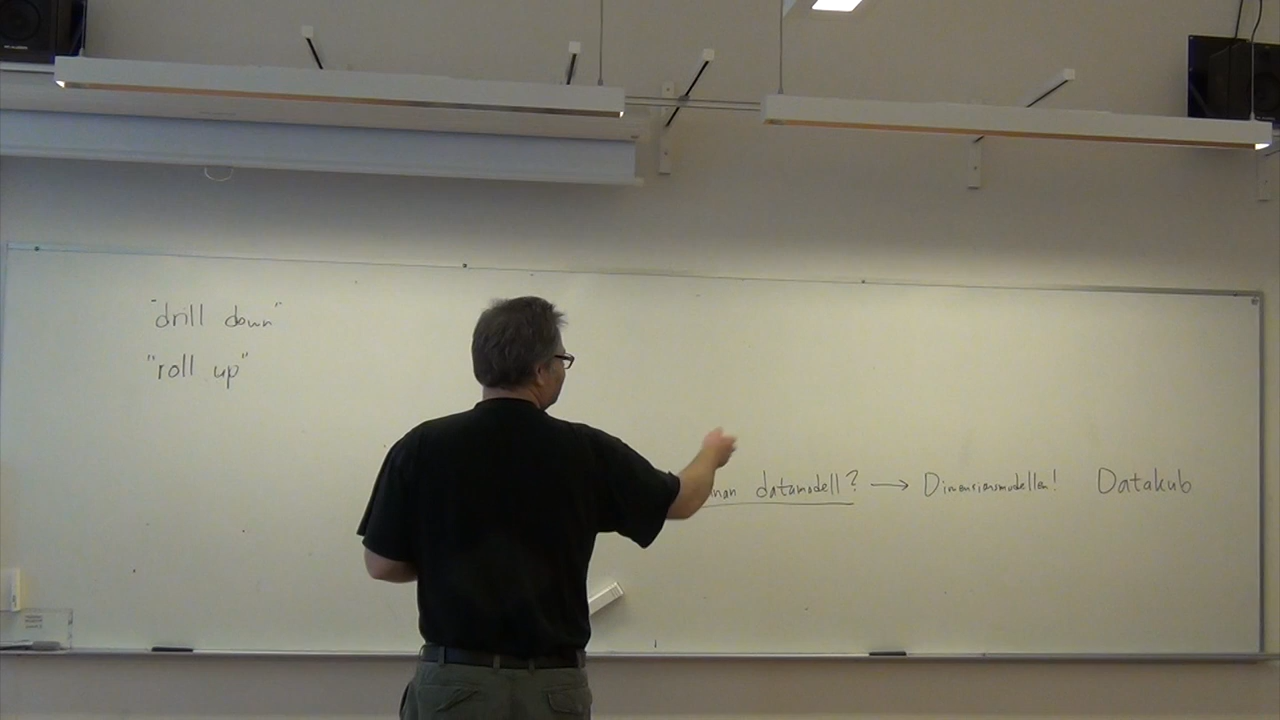 "drill down"
"roll up"
datamodell? → Dimensionsmodellen! Datakub